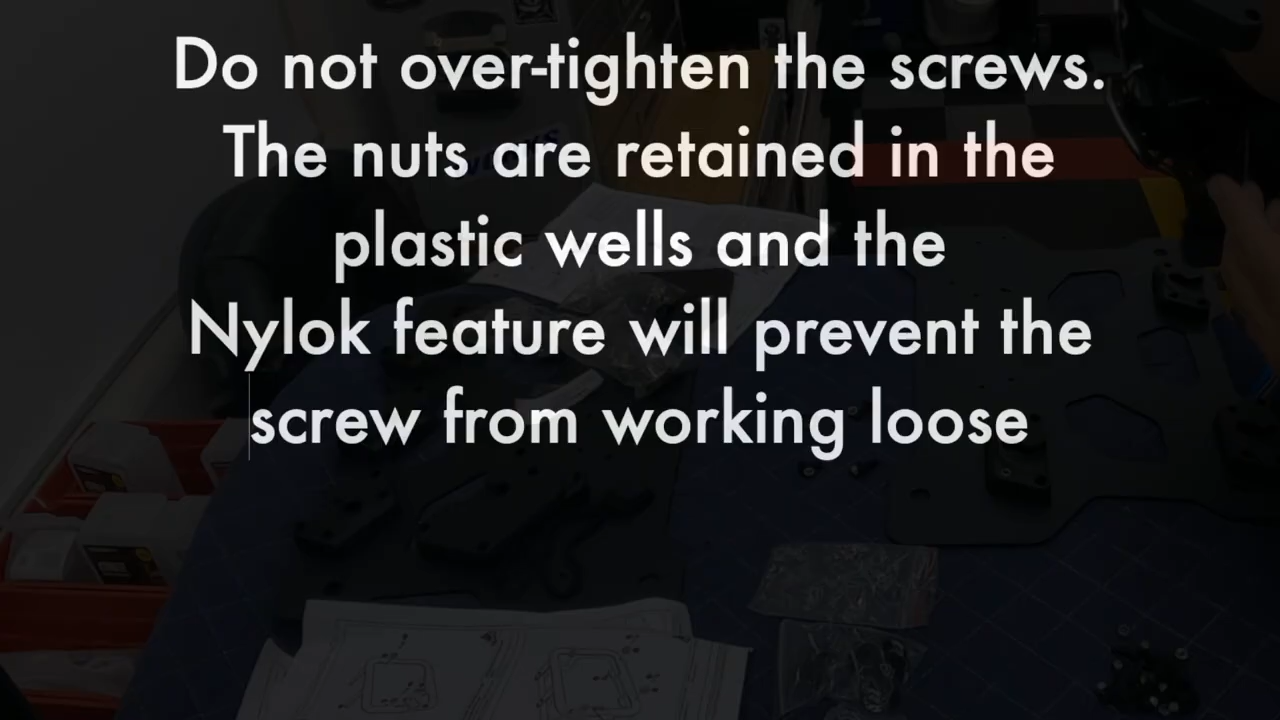 Do not over-tighten the screws.
The nuts are retained in the
plastic wells and the
Nylok feature will prevent the
screw from working loose